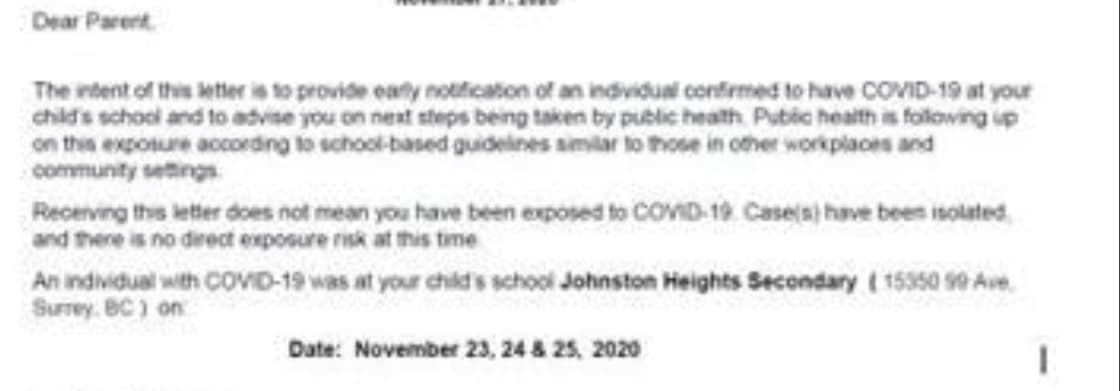 November 27, 2020
Dear Parent,
The intent of this letter is to provide early notification of an individual confirmed to have COVID-19 at your
child's school and to advise you on next steps being taken by public health. Public health is following up
on this exposure according to school-based guidelines similar to those in other workplaces and
community settings.
Receiving this letter does not mean you have been exposed to COVID-19. Case(s) have been isolated,
and there is no direct exposure risk at this time.
An individual with COVID-19 was at your child's school Johnston Heights Secondary ( 15350 99 Ave,
Surrey, BC ) on:
Date: November 23, 24 & 25, 2020